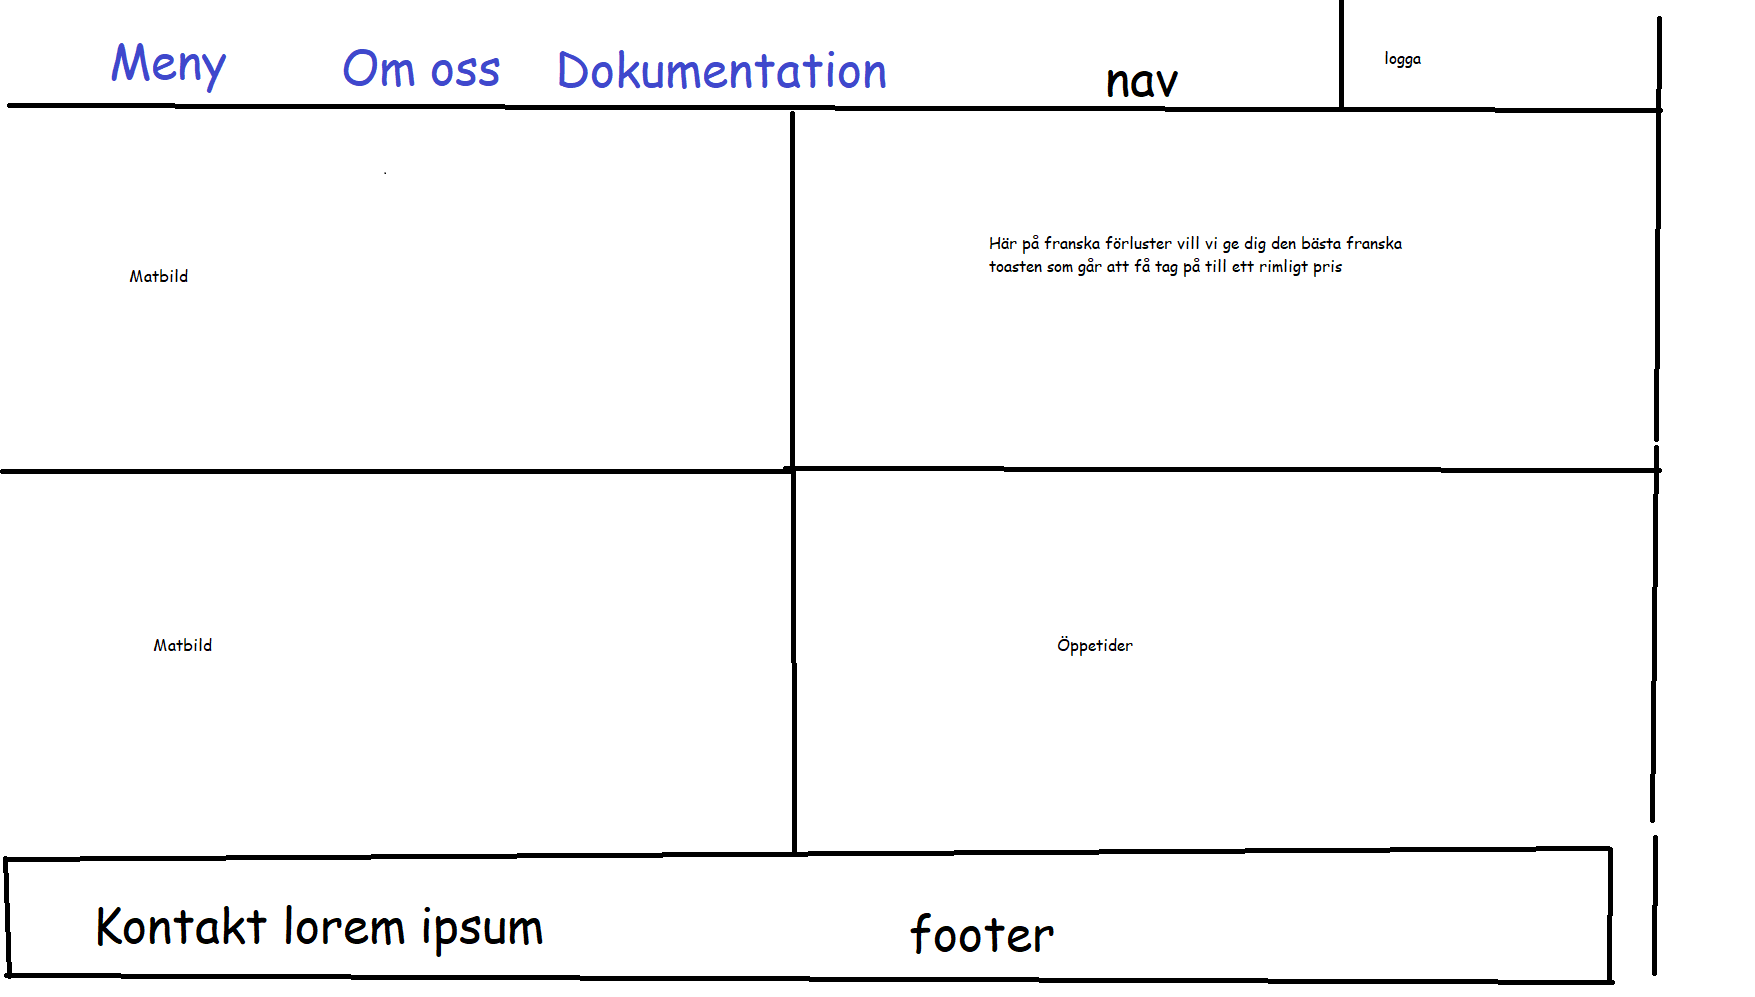 Meny Om oss Dokumentation nav logga
Matbild
Här på franska förluster vill vi ge dig den bästa franska
toasten som går att få tag på till ett rimligt pris
Matbild
Öppetider
Kontakt lorem ipsum footer